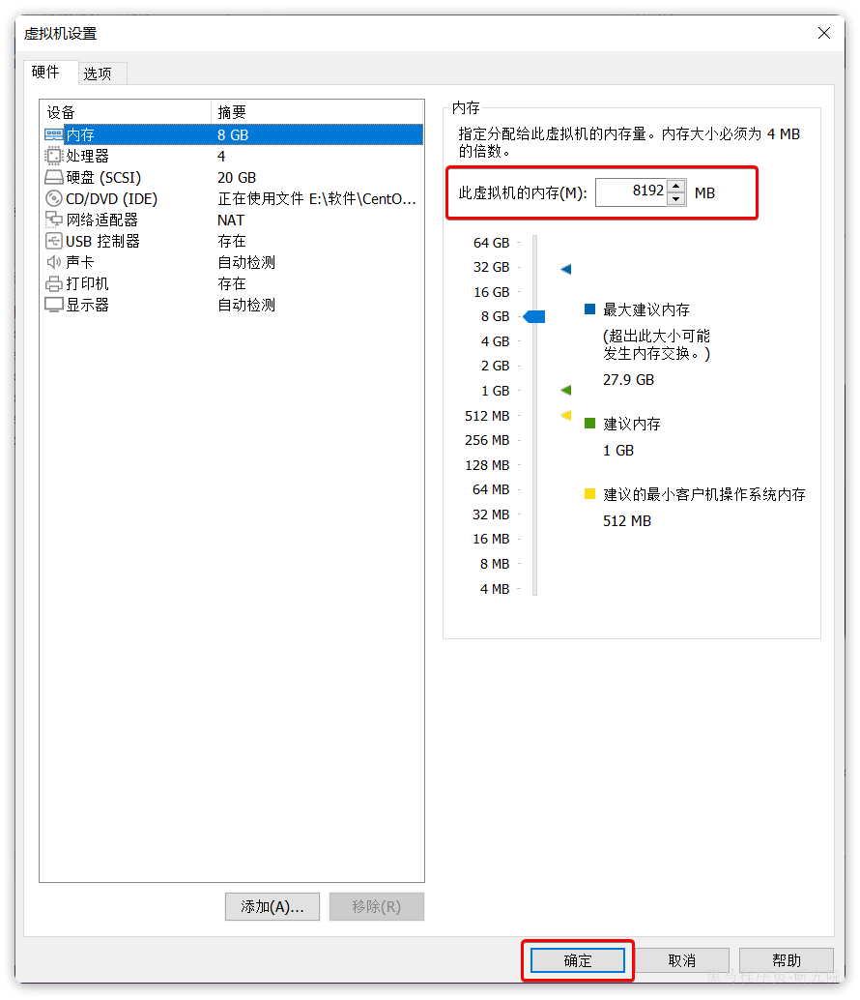 虚拟机设置
硬件 选项
设备 摘要
内存 8 GB
处理器 4
硬盘 (SCSI) 20 GB
CD/DVD (IDE) 正在使用文件 E:\软件\CentO...
网络适配器 NAT
USB 控制器 存在
声卡 自动检测
打印机 存在
显示器 自动检测
添加(A)... 移除(R)
内存
指定分配给此虚拟机的内存量。内存大小必须为 4 MB
的倍数。
此虚拟机的内存(M): 8192 MB
64 GB
32 GB
16 GB
8 GB
4 GB
2 GB
1 GB
512 MB
256 MB
128 MB
64 MB
32 MB
16 MB
8 MB
4 MB
最大建议内存
(超出此大小可能
发生内存交换。)
27.9 GB
建议内存
1 GB
建议的最小客户机操作系统内存
512 MB
确定 取消 帮助